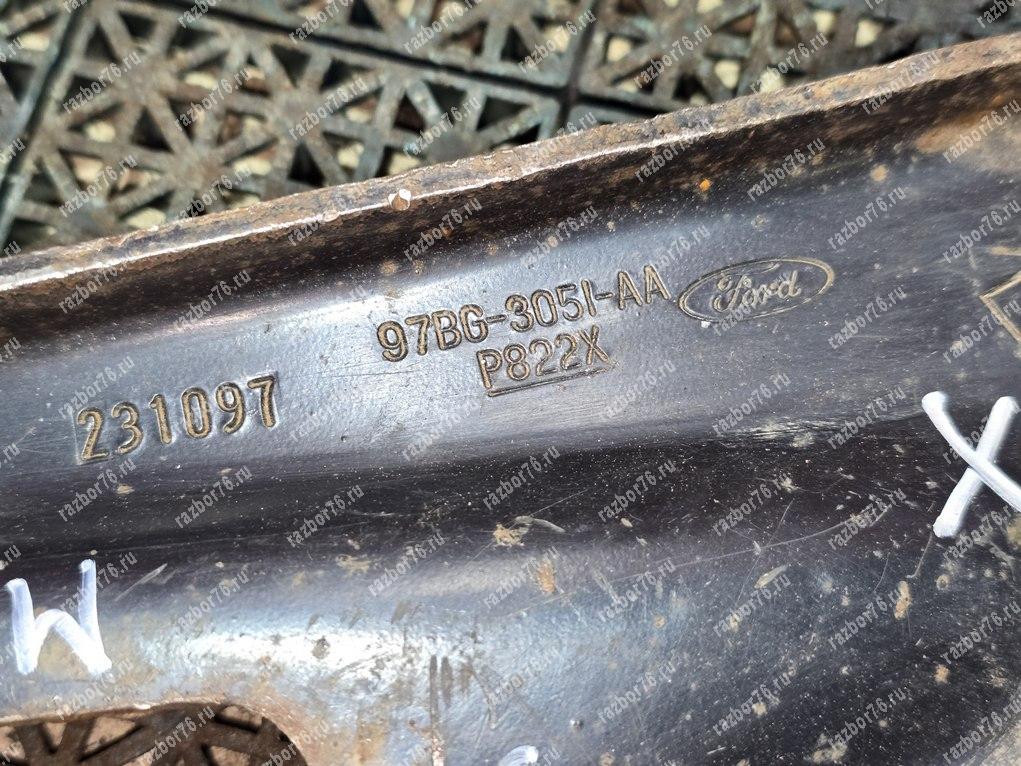 97BG-3051-AA Ford
P822X
231097
X
M
razbor76.ru